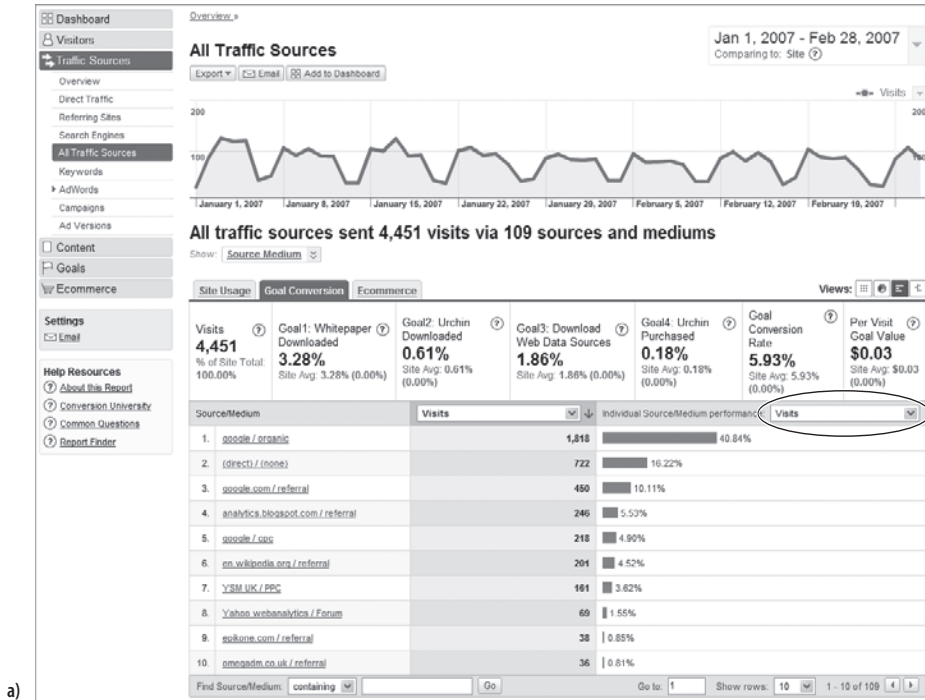 Dashboard
Visitors
Traffic Sources
Overview
Direct Traffic
Referring Sites
Search Engines
All Traffic Sources
Keywords
AdWords
Campaigns
Ad Versions
Content
Goals
Ecommerce
Settings
Email
Help Resources
About this Report
Conversion University
Common Questions
Report Finder
Overview »
All Traffic Sources
Jan 1, 2007 - Feb 28, 2007
Comparing to: Site
Export Email Add to Dashboard
Visits
200 200
100 100
January 1, 2007 January 8, 2007 January 15, 2007 January 22, 2007 January 29, 2007 February 5, 2007 February 12, 2007 February 19, 2007
All traffic sources sent 4,451 visits via 109 sources and mediums
Show: Source Medium
Site Usage Goal Conversion Ecommerce Views:
Visits
4,451
% of Site Total:
100.00%
Goal1: Whitepaper
Downloaded
3.28%
Site Avg: 3.28% (0.00%)
Goal2: Urchin
Downloaded
0.61%
Site Avg: 0.61%
(0.00%)
Goal3: Download
Web Data Sources
1.86%
Site Avg: 1.86% (0.00%)
Goal4: Urchin
Purchased
0.18%
Site Avg: 0.18%
(0.00%)
Goal
Conversion
Rate
5.93%
Site Avg: 5.93%
(0.00%)
Per Visit
Goal Value
$0.03
Site Avg: $0.03
(0.00%)
Source/Medium Visits Individual Source/Medium performance: Visits
1. google / organic 1,818 40.84%
2. (direct) / (none) 722 16.22%
3. google.com / referral 450 10.11%
4. analytics.blogspot.com / referral 246 5.53%
5. google / cpc 218 4.90%
6. en.wikipedia.org / referral 201 4.52%
7. YSM UK / PPC 161 3.62%
8. Yahoo webanalytics / Forum 69 1.55%
9. epikone.com / referral 38 0.85%
10. omegadm.co.uk / referral 36 0.81%
Find Source/Medium: containing Go Go to: 1 Show rows: 10 1 - 10 of 109
a)